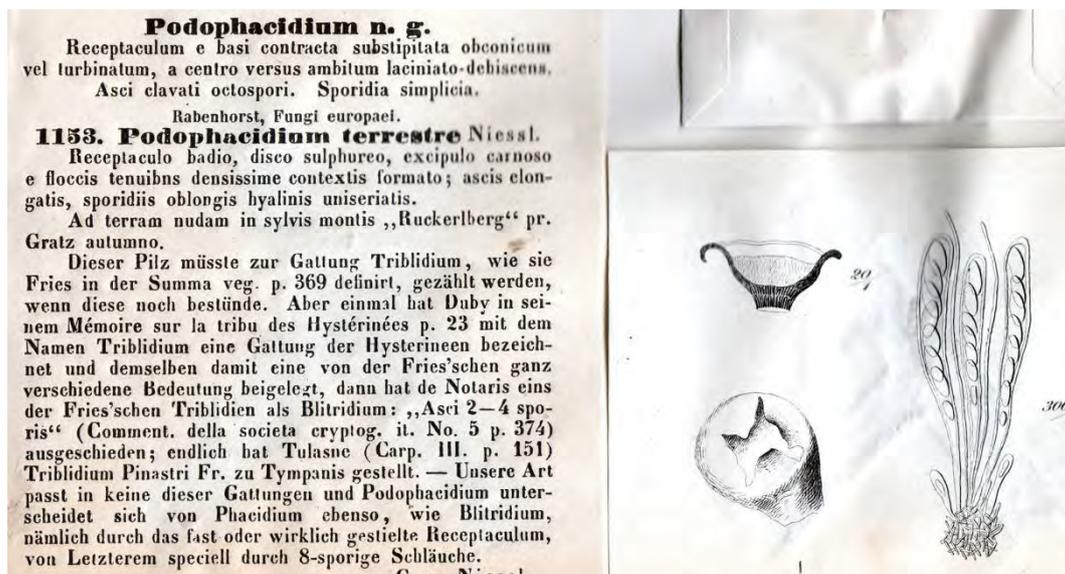 Podophacidium n. g.
Receptaculum e basi contracta substipitata obconicum
vel turbinatum, a centro versus ambitum laciniato-dehiscens.
Asci clavati octospori. Sporidia simplicia.
Rabenhorst, Fungi europaei.
1153. Podophacidium terrestre Niessl.
Receptaculo badio, disco sulphureo, excipulo carnoso
e floccis tenuibns densissime contextis formato; ascis elon-
gatis, sporidiis oblongis hyalinis uniseriatis.
Ad terram nudam in sylvis montis „Ruckerlberg“ pr.
Gratz autumno.
Dieser Pilz müsste zur Gattung Triblidium, wie sie
Fries in der Summa veg. p. 369 definirt, gezählt werden,
wenn diese noch bestünde. Aber einmal hat Duby in sei-
nem Mémoire sur la tribu des Hystérinées p. 23 mit dem
Namen Triblidium eine Gattung der Hysterineen bezeich-
net und demselben damit eine von der Fries'schen ganz
verschiedene Bedeutung beigelegt, dann hat de Notaris eins
der Fries'schen Triblidien als Blitridium: „Asci 2—4 spo-
ris“ (Comment. della societa cryptog. it. No. 5 p. 374)
ausgeschieden; endlich hat Tulasne (Carp. III. p. 151)
Triblidium Pinastri Fr. zu Tympanis gestellt. — Unsere Art
passt in keine dieser Gattungen und Podophacidium unter-
scheidet sich von Phacidium ebenso, wie Blitridium,
nämlich durch das fast oder wirklich gestielte Receptaculum,
von Letzterem speciell durch 8-sporige Schläuche.
Niessl.
20/1
300